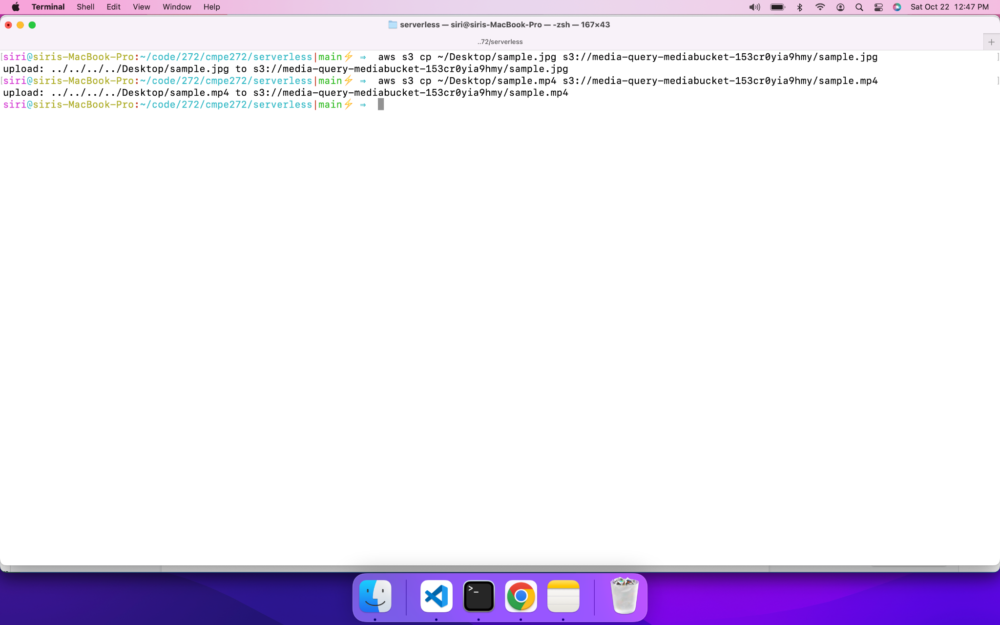 Terminal Shell Edit View Window Help Sat Oct 22 12:47 PM
serverless — siri@siris-MacBook-Pro — -zsh — 167×43
..72/serverless
siri@siris-MacBook-Pro:~/code/272/cmpe272/serverless|main⚡ ⇒ aws s3 cp ~/Desktop/sample.jpg s3://media-query-mediabucket-153cr0yia9hmy/sample.jpg
upload: ../../../../Desktop/sample.jpg to s3://media-query-mediabucket-153cr0yia9hmy/sample.jpg
siri@siris-MacBook-Pro:~/code/272/cmpe272/serverless|main⚡ ⇒ aws s3 cp ~/Desktop/sample.mp4 s3://media-query-mediabucket-153cr0yia9hmy/sample.mp4
upload: ../../../../Desktop/sample.mp4 to s3://media-query-mediabucket-153cr0yia9hmy/sample.mp4
siri@siris-MacBook-Pro:~/code/272/cmpe272/serverless|main⚡ ⇒
>_